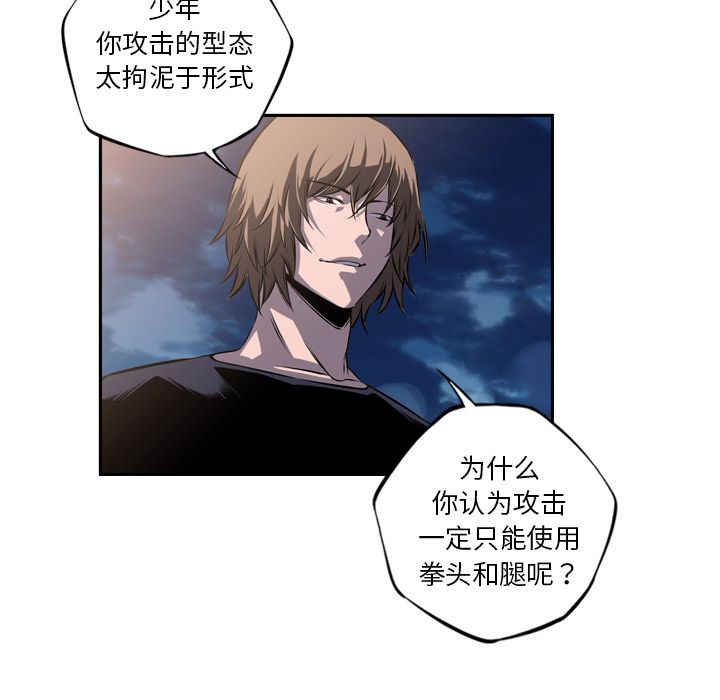 少年
你攻击的型态
太拘泥于形式
为什么
你认为攻击
一定只能使用
拳头和腿呢？